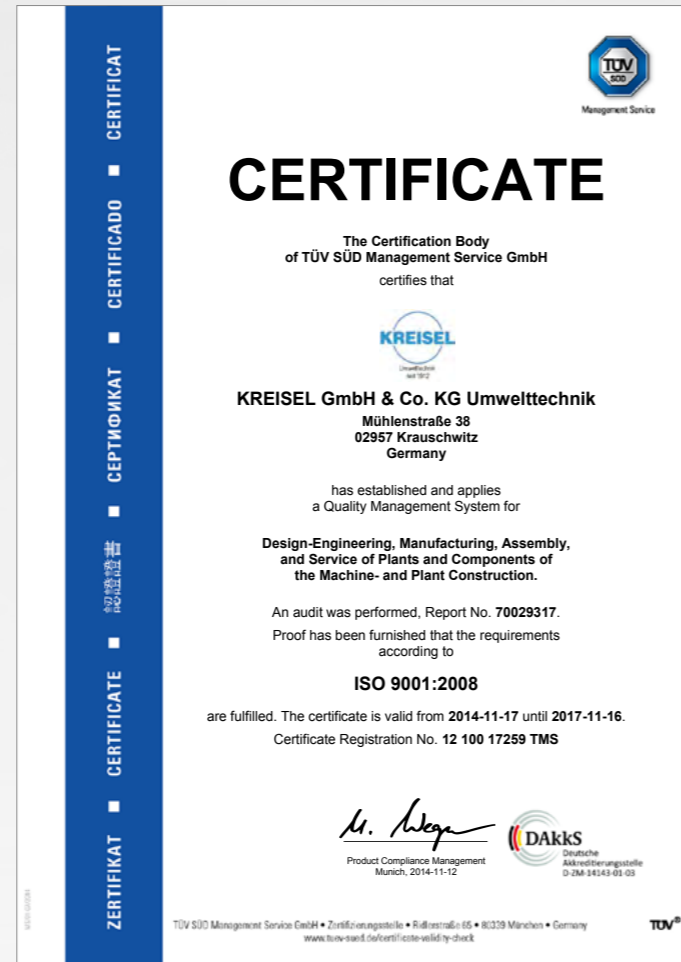 ZERTIFIKAT ■ CERTIFICATE ■ 認證證書 ■ СЕРТИФИКАТ ■ CERTIFICADO ■ CERTIFICAT
TÜV
SÜD
Management Service
CERTIFICATE
The Certification Body
of TÜV SÜD Management Service GmbH
certifies that
KREISEL
Umwelttechnik
seit 1912
KREISEL GmbH & Co. KG Umwelttechnik
Mühlenstraße 38
02957 Krauschwitz
Germany
has established and applies
a Quality Management System for
Design-Engineering, Manufacturing, Assembly,
and Service of Plants and Components of
the Machine- and Plant Construction.
An audit was performed, Report No. 70029317.
Proof has been furnished that the requirements
according to
ISO 9001:2008
are fulfilled. The certificate is valid from 2014-11-17 until 2017-11-16.
Certificate Registration No. 12 100 17259 TMS
M. Wegn
Product Compliance Management
Munich, 2014-11-12
DAkkS
Deutsche
Akkreditierungsstelle
D-ZM-14143-01-03
TÜV SÜD Management Service GmbH • Zertifizierungsstelle • Ridlerstraße 65 • 80339 München • Germany
www.tuev-sued.de/certificate-validity-check
TÜV®